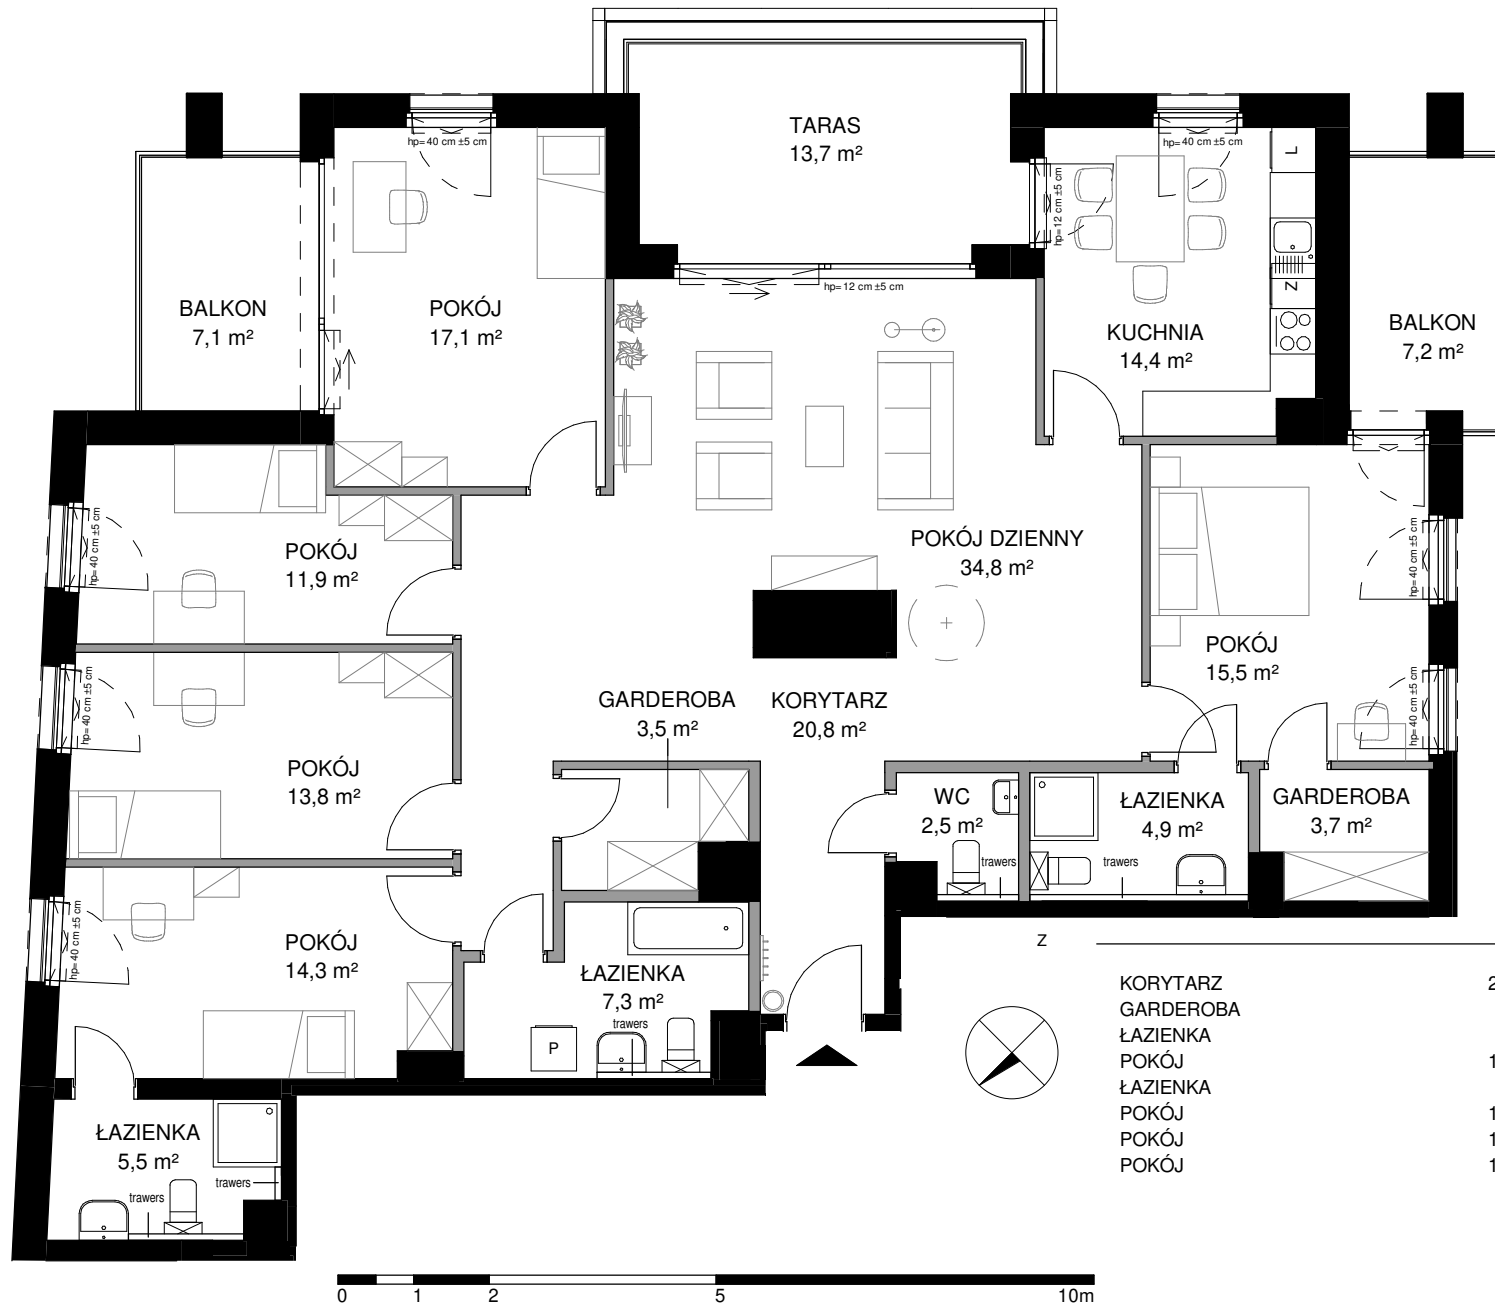 TARAS
13,7 m²
hp= 40 cm ±5 cm
hp= 40 cm ±5 cm
L
hp=12 cm ±5 cm
BALKON
7,1 m²
POKÓJ
17,1 m²
hp=12 cm ±5 cm
Z
KUCHNIA
14,4 m²
BALKON
7,2 m²
hp= 40 cm ±5 cm
POKÓJ
11,9 m²
POKÓJ DZIENNY
34,8 m²
hp= 40 cm ±5 cm
POKÓJ
15,5 m²
hp= 40 cm ±5 cm
hp= 40 cm ±5 cm
GARDEROBA
3,5 m²
KORYTARZ
20,8 m²
POKÓJ
13,8 m²
WC
2,5 m²
trawers
ŁAZIENKA
4,9 m²
trawers
GARDEROBA
3,7 m²
hp= 40 cm ±5 cm
POKÓJ
14,3 m²
ŁAZIENKA
7,3 m²
trawers
P
Z
KORYTARZ 2
GARDEROBA
ŁAZIENKA
POKÓJ 1
ŁAZIENKA
POKÓJ 1
POKÓJ 1
POKÓJ 1
ŁAZIENKA
5,5 m²
trawers
trawers
0 1 2 5 10m